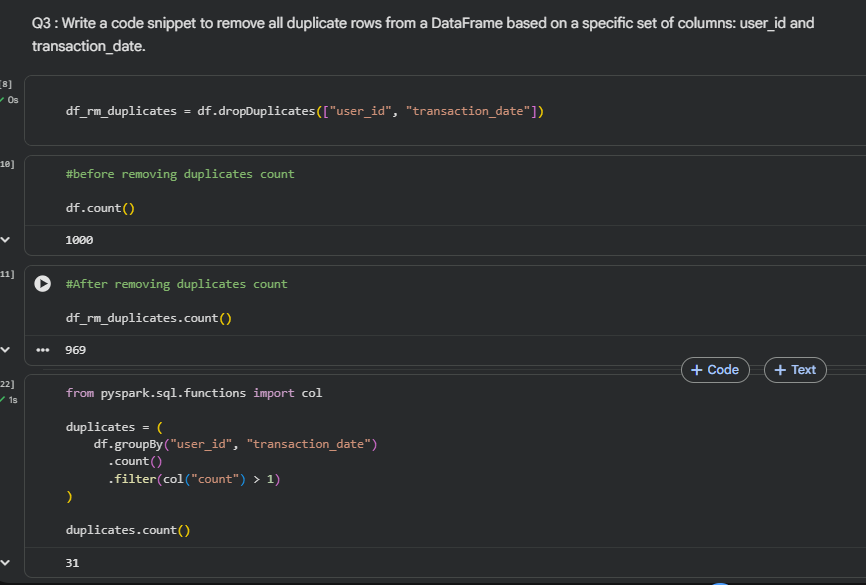 Q3 : Write a code snippet to remove all duplicate rows from a DataFrame based on a specific set of columns: user_id and
transaction_date.
[8]
✓ 0s
df_rm_duplicates = df.dropDuplicates(["user_id", "transaction_date"])
10]
#before removing duplicates count
df.count()
1000
11]
#After removing duplicates count
df_rm_duplicates.count()
969
+ Code + Text
22]
✓ 1s
from pyspark.sql.functions import col
duplicates = (
df.groupBy("user_id", "transaction_date")
.count()
.filter(col("count") > 1)
)
duplicates.count()
31